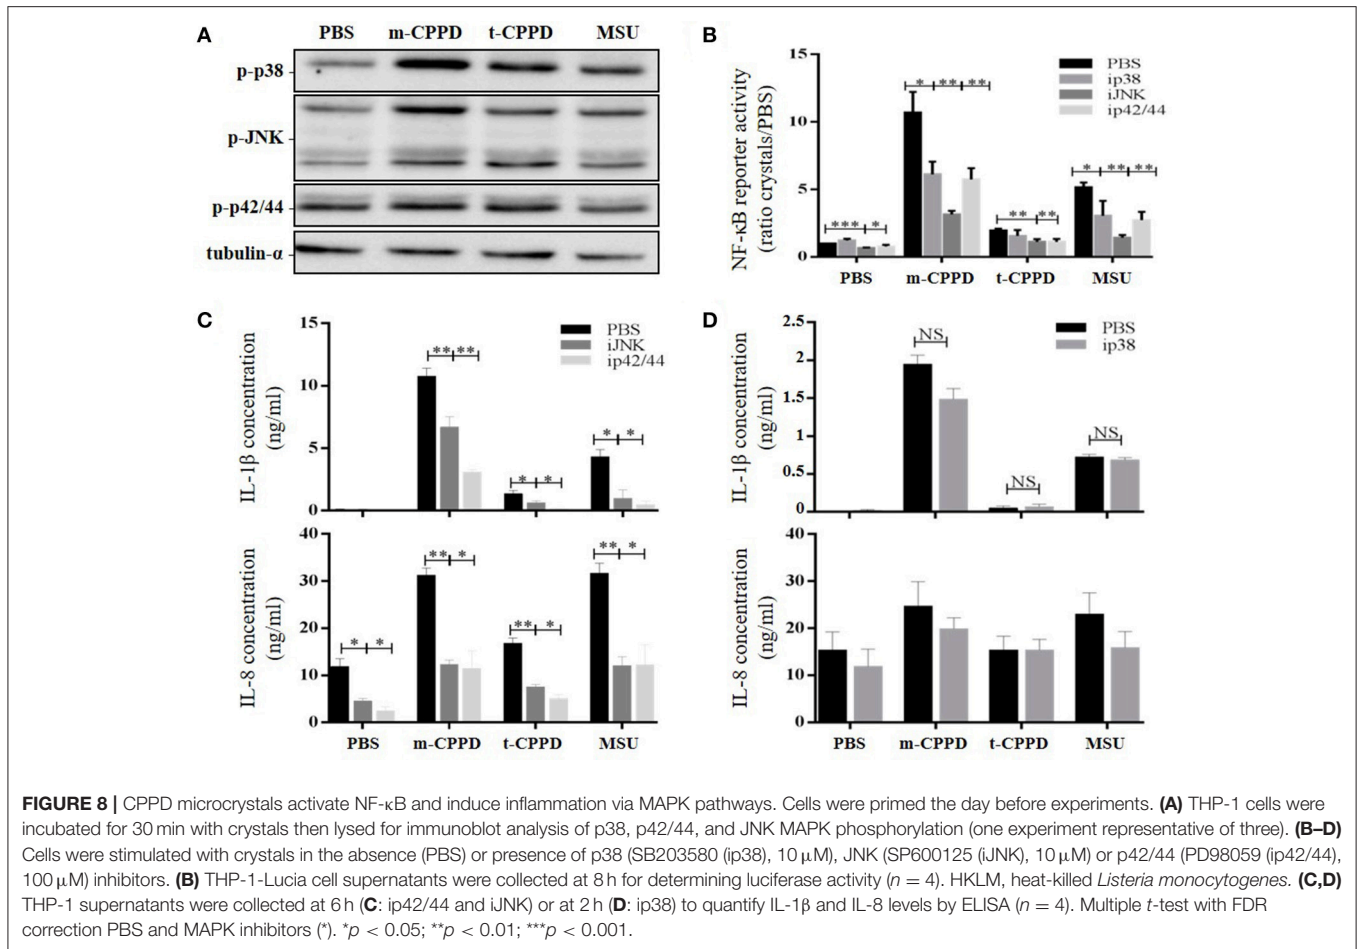 A
PBS m-CPPD t-CPPD MSU
p-p38
p-JNK
p-p42/44
tubulin-α
B
NF-κB reporter activity
(ratio crystals/PBS)
15
10
5
0
PBS
ip38
iJNK
ip42/44
* ** **
* ** **
*** *
** **
PBS m-CPPD t-CPPD MSU
C
IL-1β concentration
(ng/ml)
15
10
5
0
PBS
iJNK
ip42/44
** **
* *
* *
IL-8 concentration
(ng/ml)
40
30
20
10
0
** *
** *
** *
* *
PBS m-CPPD t-CPPD MSU
D
IL-1β concentration
(ng/ml)
2.5
2
1.5
1
0.5
0
PBS
ip38
NS
NS
NS
IL-8 concentration
(ng/ml)
40
30
20
10
0
PBS m-CPPD t-CPPD MSU
FIGURE 8 | CPPD microcrystals activate NF-κB and induce inflammation via MAPK pathways. Cells were primed the day before experiments. (A) THP-1 cells were
incubated for 30 min with crystals then lysed for immunoblot analysis of p38, p42/44, and JNK MAPK phosphorylation (one experiment representative of three). (B–D)
Cells were stimulated with crystals in the absence (PBS) or presence of p38 (SB203580 (ip38), 10 μM), JNK (SP600125 (iJNK), 10 μM) or p42/44 (PD98059 (ip42/44),
100 μM) inhibitors. (B) THP-1-Lucia cell supernatants were collected at 8 h for determining luciferase activity (n = 4). HKLM, heat-killed Listeria monocytogenes. (C,D)
THP-1 supernatants were collected at 6 h (C: ip42/44 and iJNK) or at 2 h (D: ip38) to quantify IL-1β and IL-8 levels by ELISA (n = 4). Multiple t-test with FDR
correction PBS and MAPK inhibitors (*). *p < 0.05; **p < 0.01; ***p < 0.001.